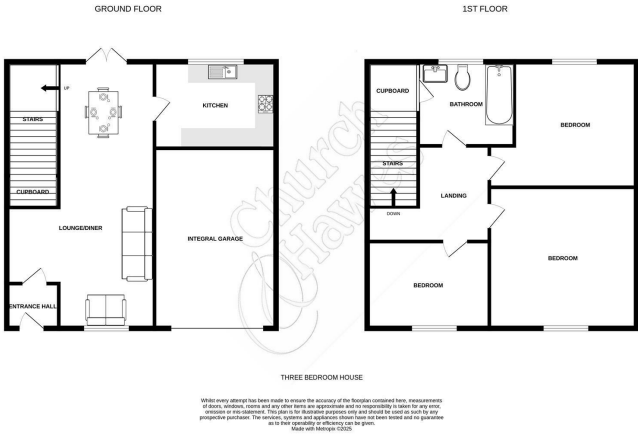 GROUND FLOOR
1ST FLOOR
UP
STAIRS
CUPBOARD
KITCHEN
LOUNGE/DINER
INTEGRAL GARAGE
ENTRANCE HALL
CUPBOARD
BATHROOM
BEDROOM
STAIRS
DOWN
LANDING
BEDROOM
BEDROOM
Church
& Hawes
THREE BEDROOM HOUSE
Whilst every attempt has been made to ensure the accuracy of the floorplan contained here, measurements
of doors, windows, rooms and any other items are approximate and no responsibility is taken for any error,
omission or mis-statement. This plan is for illustrative purposes only and should be used as such by any
prospective purchaser. The services, systems and appliances shown have not been tested and no guarantee
as to their operability or efficiency can be given.
Made with Metropix ©2025